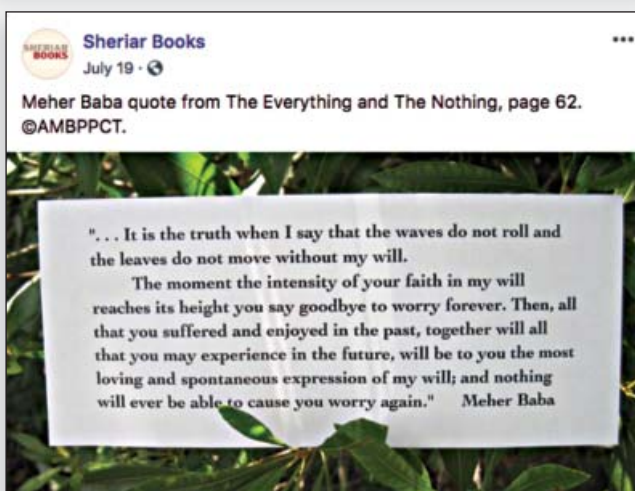 SHERIAR
BOOKS
Sheriar Books
July 19 ·
Meher Baba quote from The Everything and The Nothing, page 62.
©AMBPPCT.
". . . It is the truth when I say that the waves do not roll and
the leaves do not move without my will.
The moment the intensity of your faith in my will
reaches its height you say goodbye to worry forever. Then, all
that you suffered and enjoyed in the past, together will all
that you may experience in the future, will be to you the most
loving and spontaneous expression of my will; and nothing
will ever be able to cause you worry again." Meher Baba